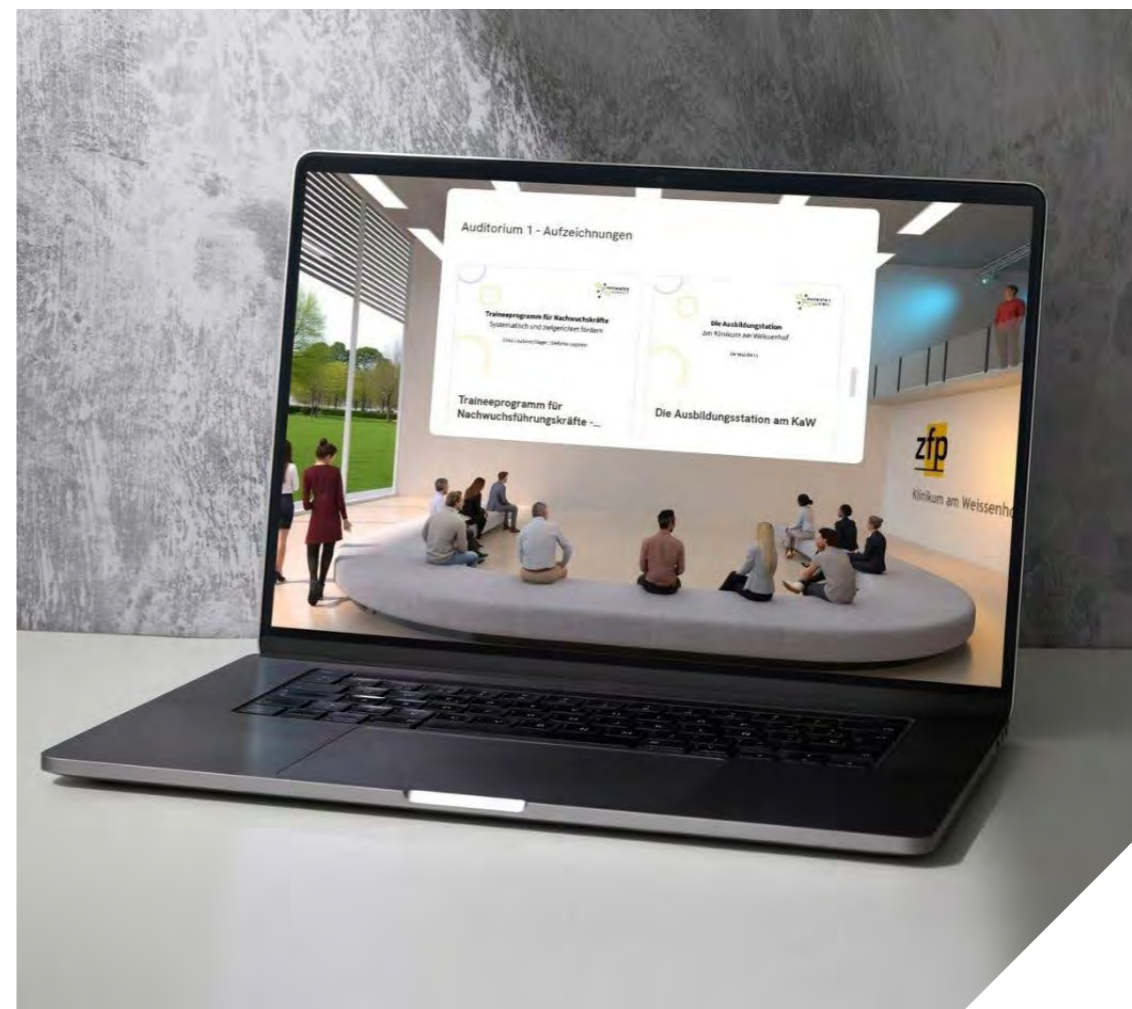 Auditorium 1 - Aufzeichnungen
Traineeprogramm für Nachwuchskräfte
Systematisch und zielgerichtet fördern
Die Ausbildungstation
am Klinikum am Weissenhof
Traineeprogramm für
Nachwuchsführungskräfte -...
Die Ausbildungsstation am KaW
zfp
Klinikum am Weissenho